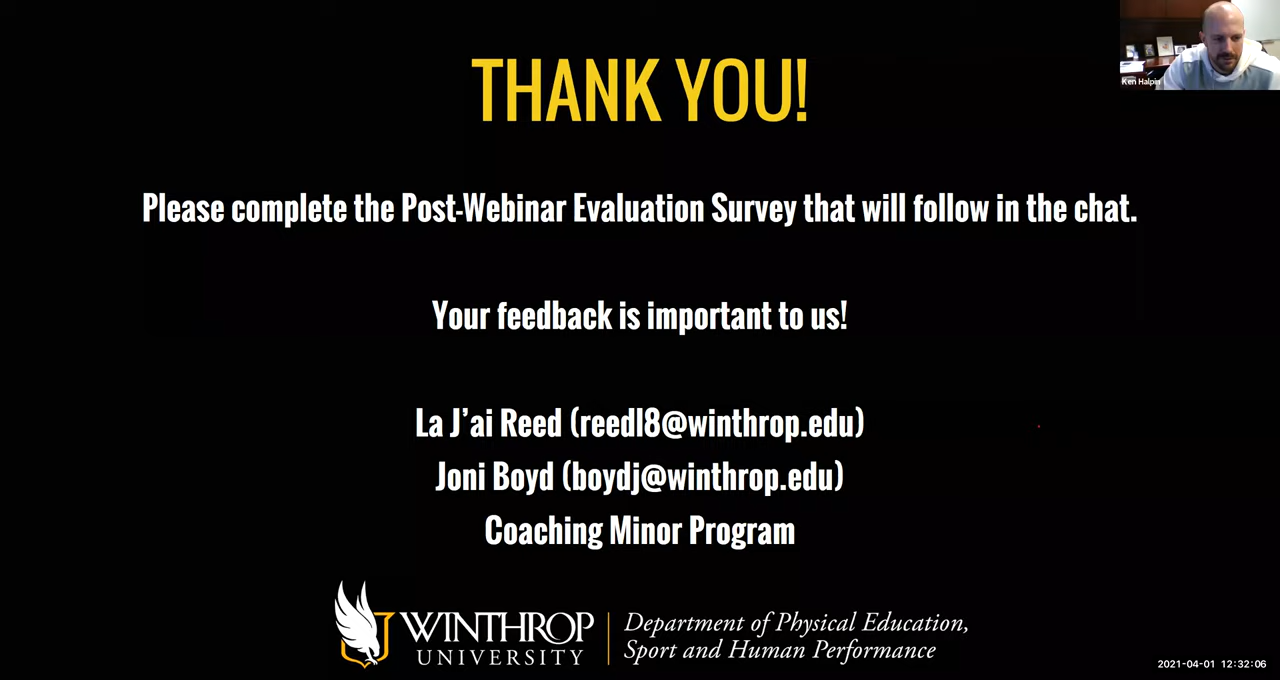 THANK YOU!
Ken Halpin
Please complete the Post-Webinar Evaluation Survey that will follow in the chat.
Your feedback is important to us!
La J’ai Reed (reedl8@winthrop.edu)
Joni Boyd (boydj@winthrop.edu)
Coaching Minor Program
WINTHROP
UNIVERSITY
Department of Physical Education,
Sport and Human Performance
2021-04-01 12:32:06